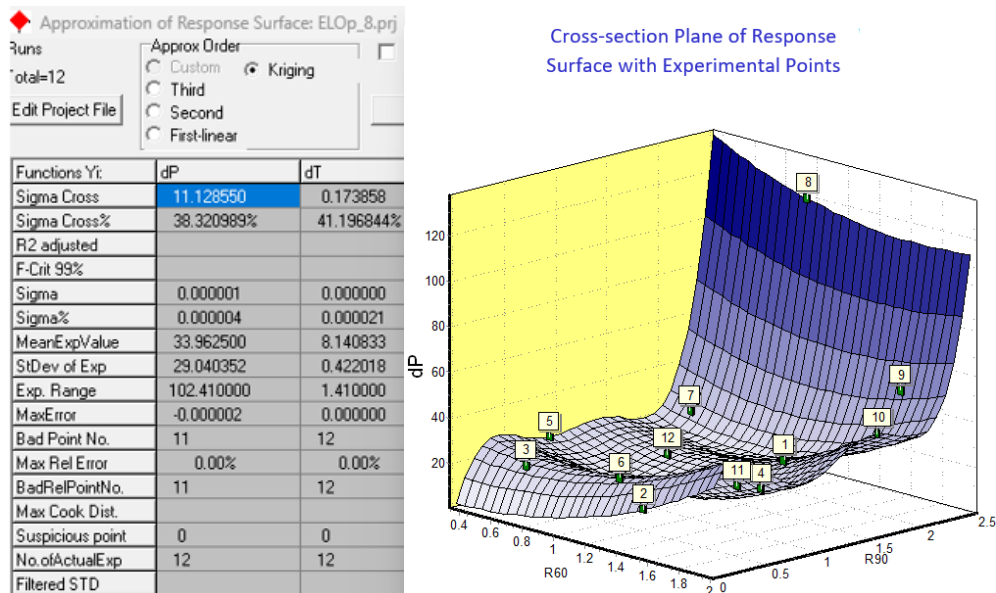 Approximation of Response Surface: ELOp_8.prj
Runs
Total=12
Edit Project File
Approx Order
Custom
Kriging
Third
Second
First-linear
Functions Yi: dP dT
Sigma Cross 11.128550 0.173858
Sigma Cross% 38.320989% 41.196844%
R2 adjusted
F-Crit 99%
Sigma 0.000001 0.000000
Sigma% 0.000004 0.000021
MeanExpValue 33.962500 8.140833
StDev of Exp 29.040352 0.422018
Exp. Range 102.410000 1.410000
MaxError -0.000002 0.000000
Bad Point No. 11 12
Max Rel Error 0.00% 0.00%
BadRelPointNo. 11 12
Max Cook Dist.
Suspicious point 0 0
No.ofActualExp 12 12
Filtered STD
Cross-section Plane of Response
Surface with Experimental Points
dP
120
100
80
60
40
20
8
9
7
10
5
12
1
3
6
11
4
2
0.4
0.6
0.8
1
1.2
1.4
1.6
1.8
2
R60
0
0.5
1
1.5
2
2.5
R90